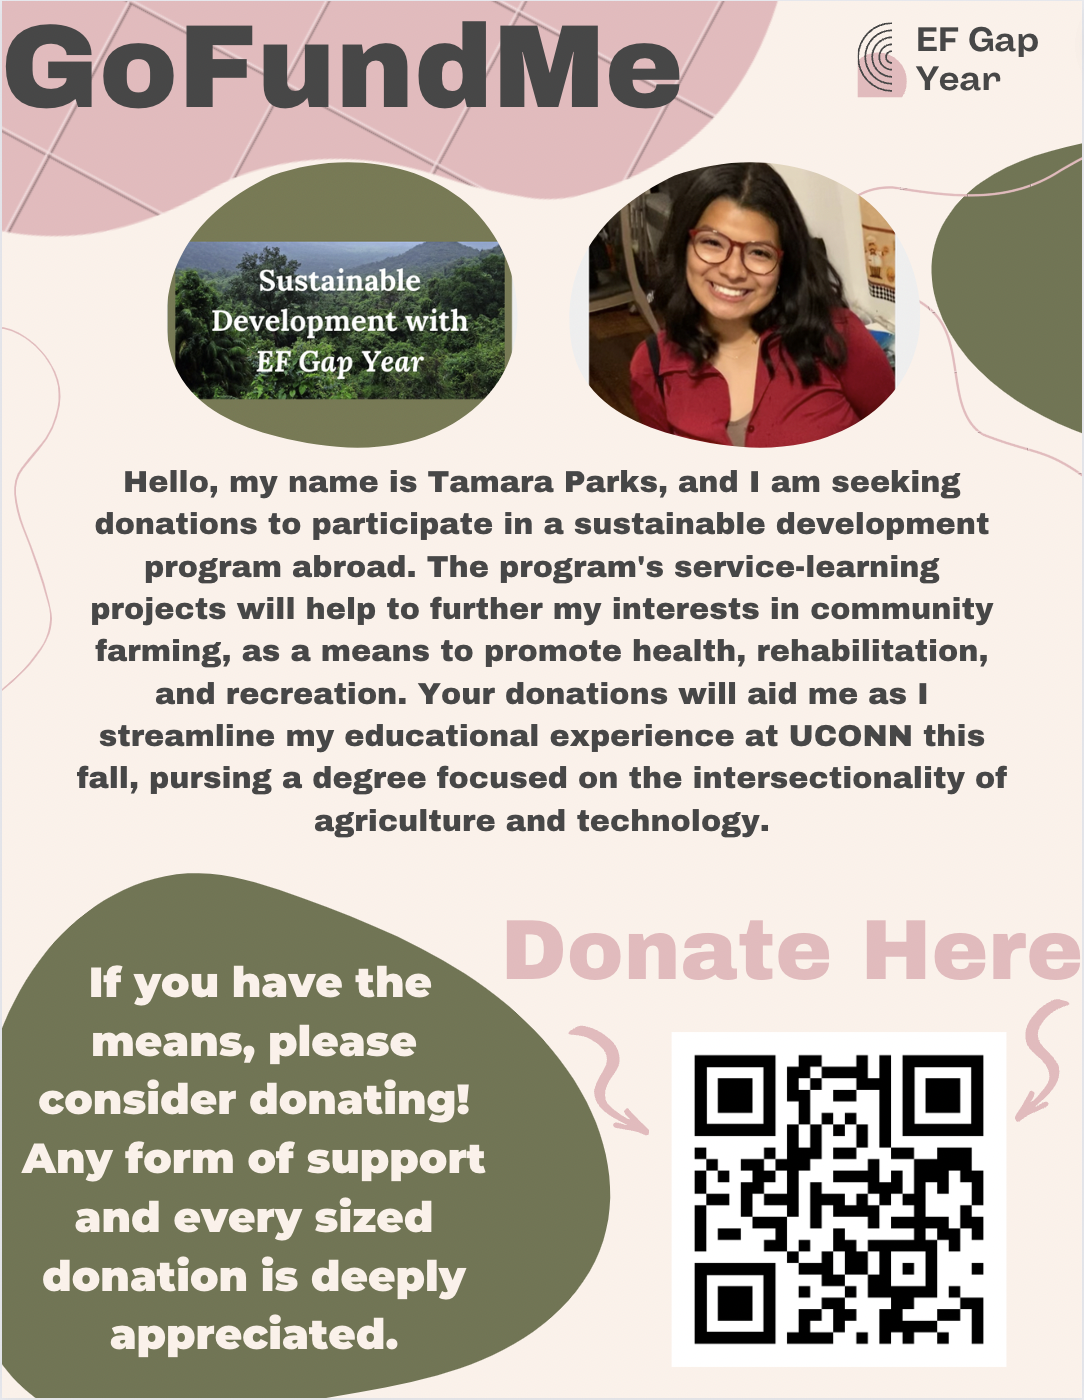 GoFundMe
EF Gap
Year
Sustainable
Development with
EF Gap Year
Hello, my name is Tamara Parks, and I am seeking
donations to participate in a sustainable development
program abroad. The program's service-learning
projects will help to further my interests in community
farming, as a means to promote health, rehabilitation,
and recreation. Your donations will aid me as I
streamline my educational experience at UCONN this
fall, pursing a degree focused on the intersectionality of
agriculture and technology.
If you have the
means, please
consider donating!
Any form of support
and every sized
donation is deeply
appreciated.
Donate Here